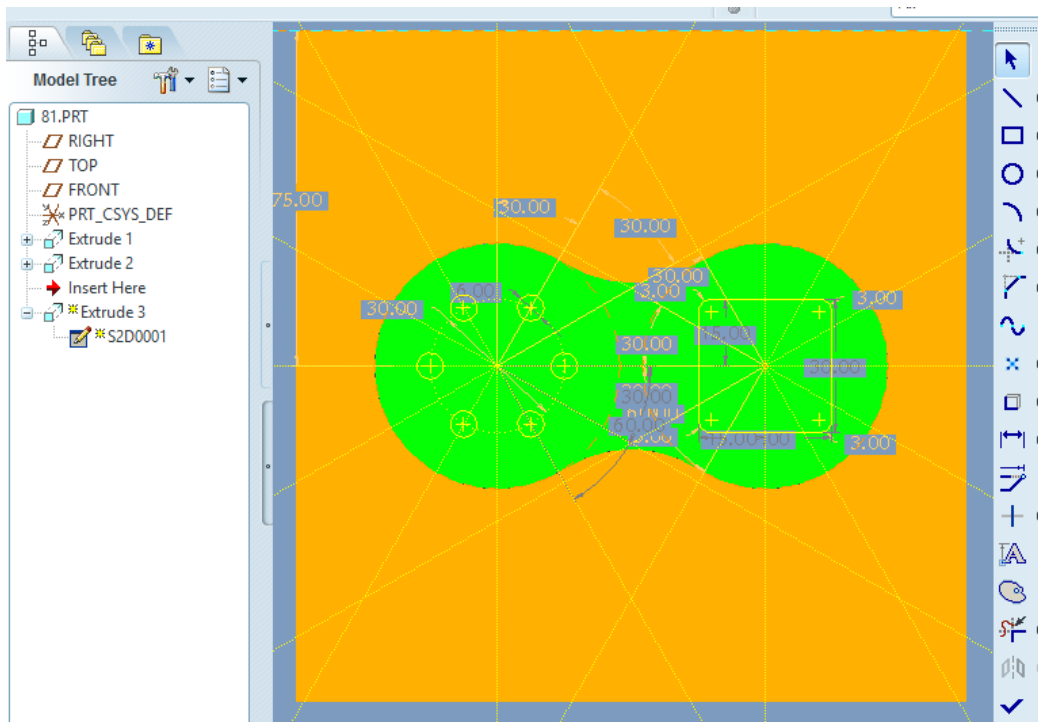 Model Tree
81.PRT
RIGHT
TOP
FRONT
PRT_CSYS_DEF
Extrude 1
Extrude 2
Insert Here
Extrude 3
S2D0001
75.00
30.00
30.00
30.00
3.00
6.00
3.00
30.00
15.00
30.00
30.00
30.00
60.00
3.00